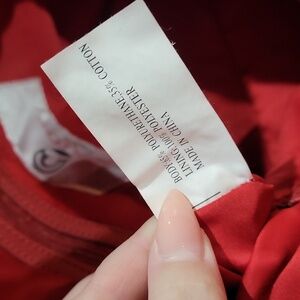 BODY:65% POLYURETHANE,35% COTTON
LINING:100% POLYESTER
MADE IN CHINA